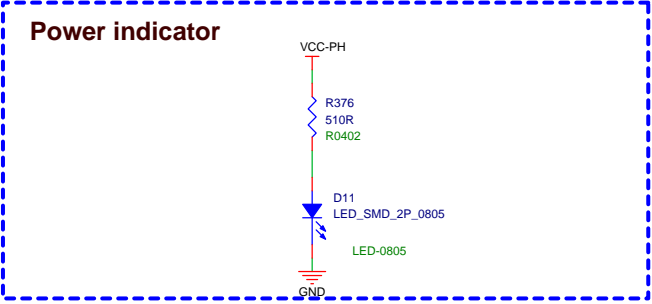 Power indicator
VCC-PH
R376
510R
R0402
D11
LED_SMD_2P_0805
LED-0805
GND